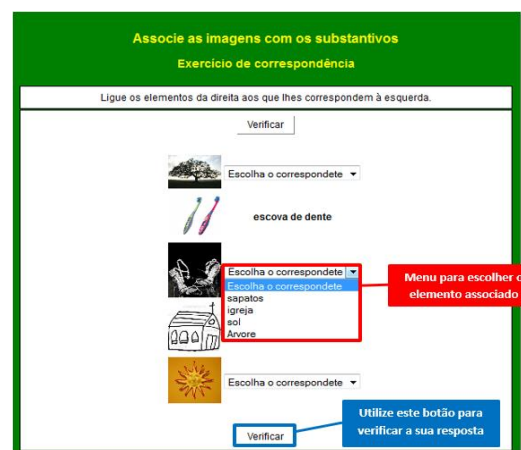 Associe as imagens com os substantivos
Exercício de correspondência
Ligue os elementos da direita aos que lhes correspondem à esquerda.
Verificar
Escolha o correspondete
escova de dente
Escolha o correspondete
Escolha o correspondete
sapatos
igreja
sol
Arvore
Menu para escolher o
elemento associado
Escolha o correspondete
Utilize este botão para
verificar a sua resposta
Verificar